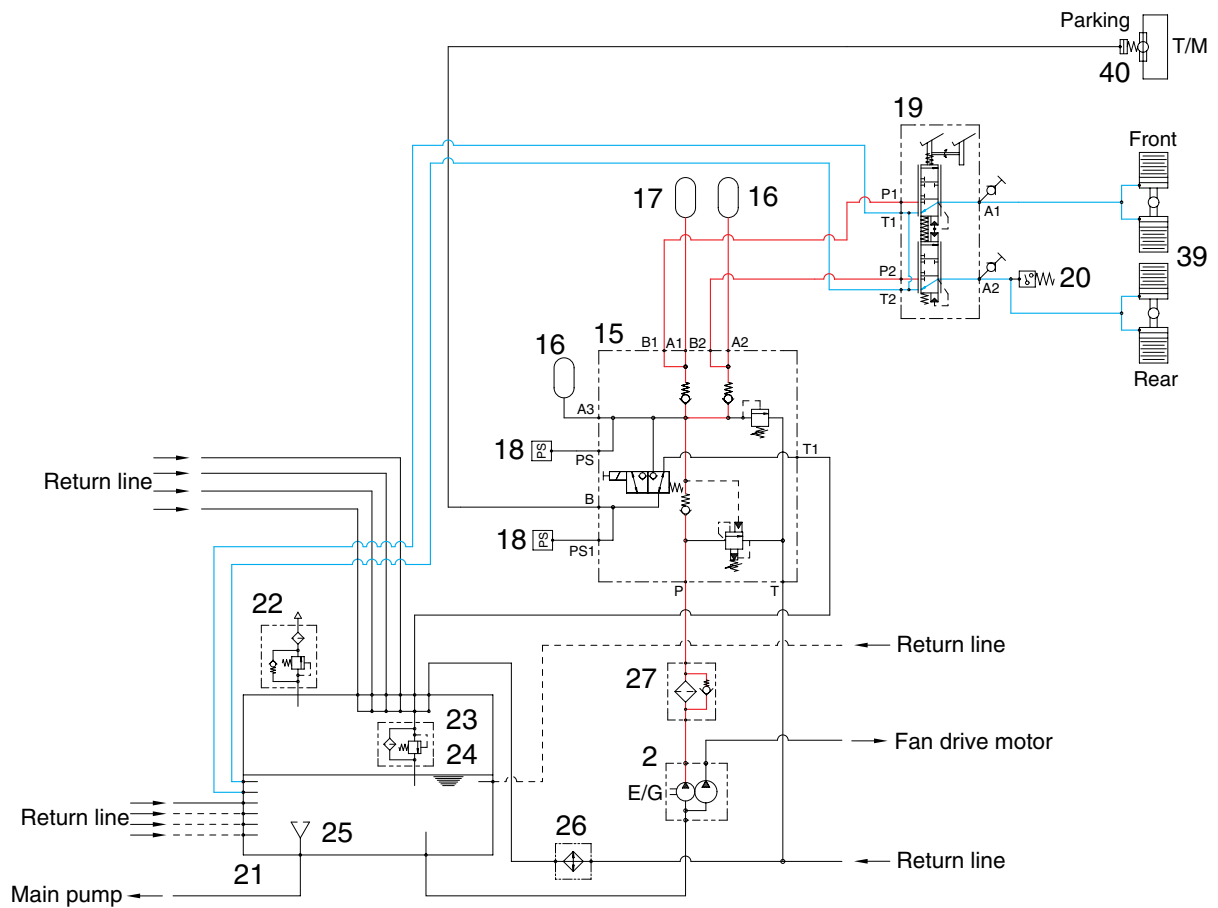 Parking
T/M
40
19
Front
17
16
P1
A1
T1
39
P2
A2
20
T2
15
B1
A1
B2
A2
16
Rear
A3
18
PS
PS
T1
Return line
B
18
PS
PS1
22
P
T
Return line
27
23
24
2
Fan drive motor
E/G
Return line
25
26
Return line
21
Main pump